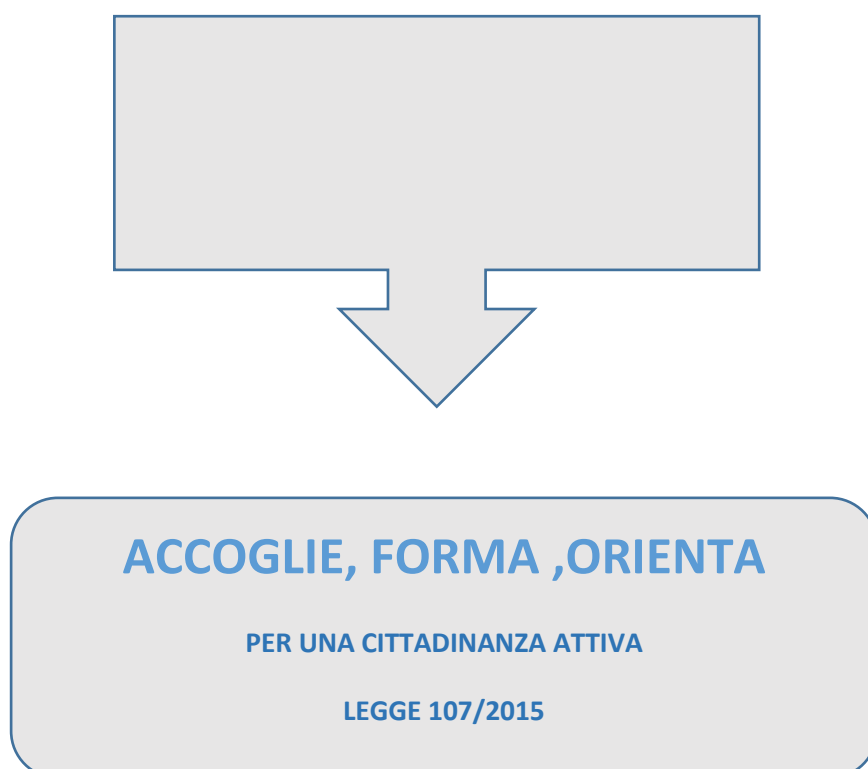 ACCOGLIE, FORMA ,ORIENTA
PER UNA CITTADINANZA ATTIVA
LEGGE 107/2015